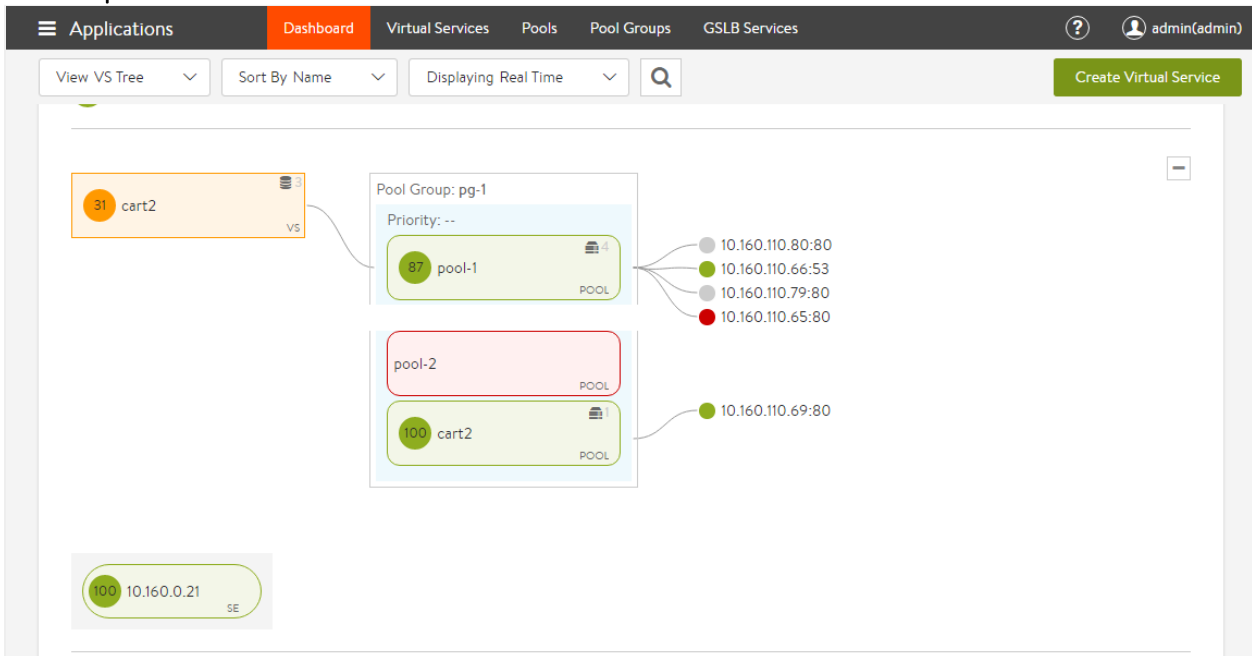 Applications
Dashboard
Virtual Services
Pools
Pool Groups
GSLB Services
?
admin(admin)
View VS Tree
Sort By Name
Displaying Real Time
Create Virtual Service
31 cart2
3
VS
Pool Group: pg-1
Priority: --
87 pool-1
4
POOL
10.160.110.80:80
10.160.110.66:53
10.160.110.79:80
10.160.110.65:80
pool-2
POOL
100 cart2
1
POOL
10.160.110.69:80
100 10.160.0.21
SE